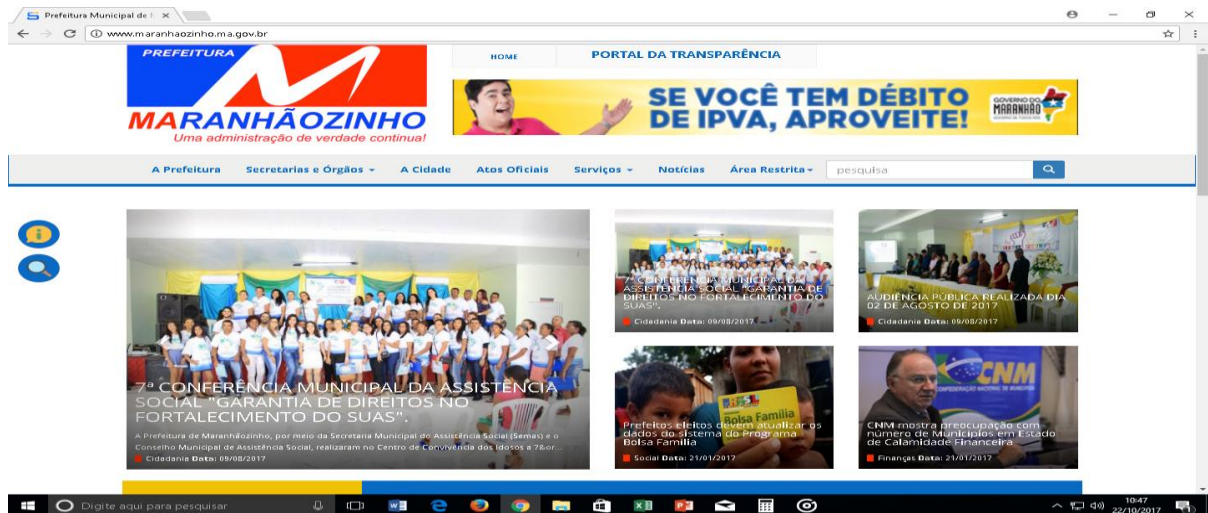 Prefeitura Municipal de
www.maranhaozinho.ma.gov.br
PREFEITURA
MARANHÃOZINHO
Uma administração de verdade continua!
HOME
PORTAL DA TRANSPARÊNCIA
SE VOCÊ TEM DÉBITO
DE IPVA, APROVEITE!
GOVERNO DO
MARANHÃO
A Prefeitura Secretarias e Órgãos A Cidade Atos Oficiais Serviços Notícias Área Restrita pesquisa
7ª CONFERÊNCIA MUNICIPAL DA ASSISTÊNCIA
SOCIAL "GARANTIA DE DIREITOS NO
FORTALECIMENTO DO SUAS".
A Prefeitura de Maranhãozinho, por meio da Secretaria Municipal de Assistência Social (Semas) e o
Conselho Municipal de Assistência Social, realizaram no Centro de Convivência dos Idosos a 7&or...
Cidadania Data: 09/08/2017
7ª CONFERÊNCIA MUNICIPAL DA
ASSISTÊNCIA SOCIAL "GARANTIA DE
DIREITOS NO FORTALECIMENTO DO
SUAS".
Cidadania Data: 09/08/2017
AUDIÊNCIA PÚBLICA REALIZADA DIA
02 DE AGOSTO DE 2017
Cidadania Data: 09/08/2017
Bolsa Família
Prefeitos eleitos devem atualizar os
dados do sistema do Programa
Bolsa Família
Social Data: 21/01/2017
CNM
CONFEDERAÇÃO NACIONAL DE MUNICÍPIOS
CNM mostra preocupação com
número de Municípios em Estado
de Calamidade Financeira
Finanças Data: 21/01/2017
Digite aqui para pesquisar
10:47
22/10/2017